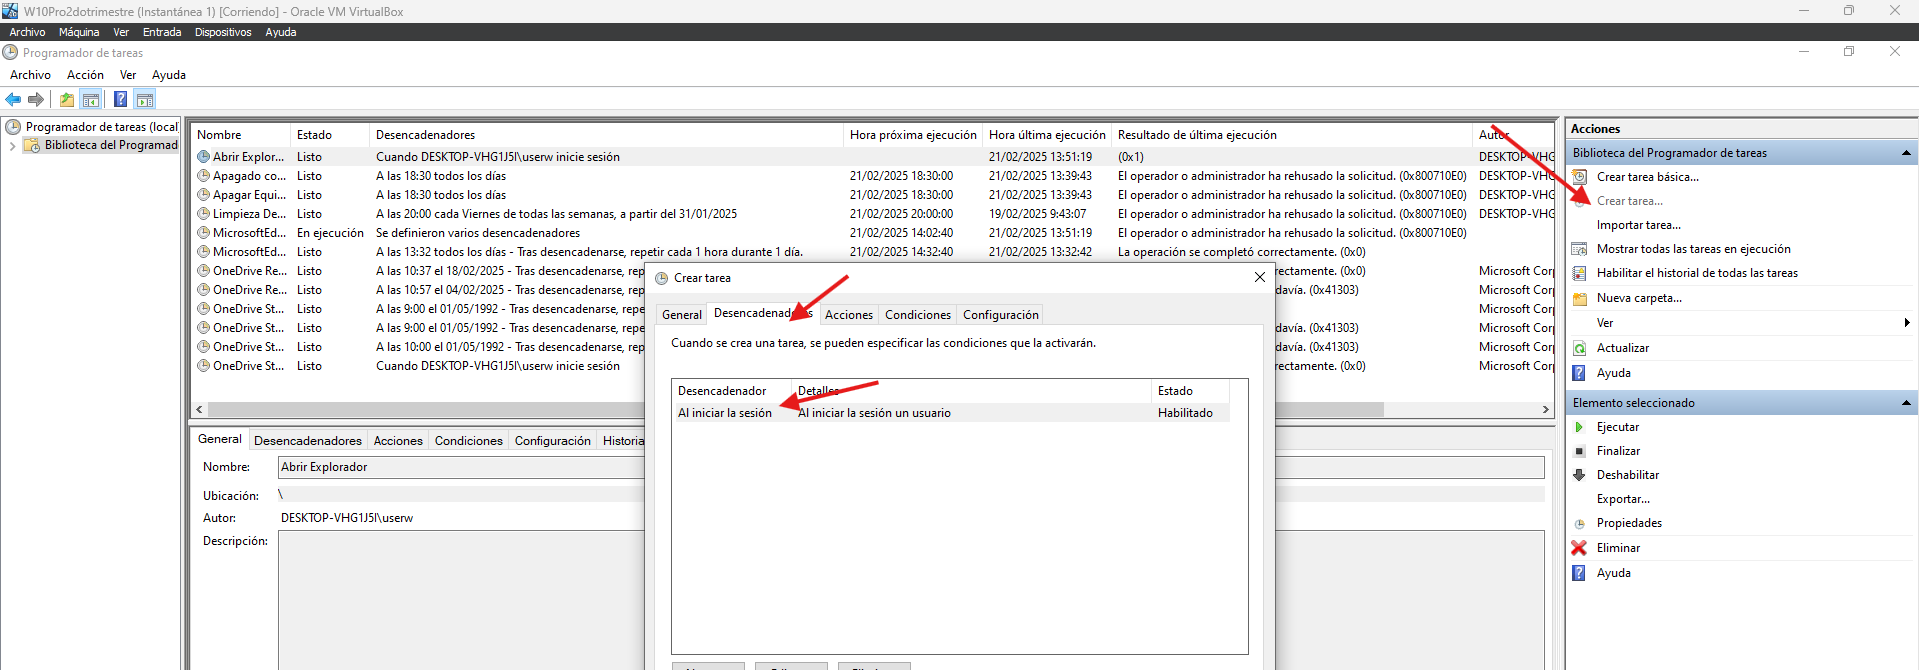 W10Pro2dotrimestre (Instantánea 1) [Corriendo] - Oracle VM VirtualBox
Archivo Máquina Ver Entrada Dispositivos Ayuda
Programador de tareas
Archivo Acción Ver Ayuda
Programador de tareas (local
Biblioteca del Programad
Nombre Estado Desencadenadores Hora próxima ejecución Hora última ejecución Resultado de última ejecución Autor
Abrir Explor... Listo Cuando DESKTOP-VHG1J5I\userw inicie sesión 21/02/2025 13:51:19 (0x1) DESKTOP-VHG
Apagado co... Listo A las 18:30 todos los días 21/02/2025 18:30:00 21/02/2025 13:39:43 El operador o administrador ha rehusado la solicitud. (0x800710E0) DESKTOP-VHG
Apagar Equi... Listo A las 18:30 todos los días 21/02/2025 18:30:00 21/02/2025 13:39:43 El operador o administrador ha rehusado la solicitud. (0x800710E0) DESKTOP-VHG
Limpieza De... Listo A las 20:00 cada Viernes de todas las semanas, a partir del 31/01/2025 21/02/2025 20:00:00 19/02/2025 9:43:07 El operador o administrador ha rehusado la solicitud. (0x800710E0) DESKTOP-VHG
MicrosoftEd... En ejecución Se definieron varios desencadenadores 21/02/2025 14:02:40 21/02/2025 13:51:19 El operador o administrador ha rehusado la solicitud. (0x800710E0)
MicrosoftEd... Listo A las 13:32 todos los días - Tras desencadenarse, repetir cada 1 hora durante 1 día. 21/02/2025 14:32:40 21/02/2025 13:32:42 La operación se completó correctamente. (0x0)
OneDrive Re... Listo A las 10:37 el 18/02/2025 - Tras desencadenarse, rep rectamente. (0x0) Microsoft Corp
OneDrive Re... Listo A las 10:57 el 04/02/2025 - Tras desencadenarse, rep davía. (0x41303) Microsoft Corp
OneDrive St... Listo A las 9:00 el 01/05/1992 - Tras desencadenarse, repe Microsoft Corp
OneDrive St... Listo A las 9:00 el 01/05/1992 - Tras desencadenarse, repe davía. (0x41303) Microsoft Corp
OneDrive St... Listo A las 10:00 el 01/05/1992 - Tras desencadenarse, rep davía. (0x41303) Microsoft Corp
OneDrive St... Listo Cuando DESKTOP-VHG1J5I\userw inicie sesión rectamente. (0x0) Microsoft Corp
General Desencadenadores Acciones Condiciones Configuración Historia
Nombre: Abrir Explorador
Ubicación: \
Autor: DESKTOP-VHG1J5I\userw
Descripción:
Crear tarea
General Desencadenadores Acciones Condiciones Configuración
Cuando se crea una tarea, se pueden especificar las condiciones que la activarán.
Desencadenador Detalles Estado
Al iniciar la sesión Al iniciar la sesión un usuario Habilitado
Acciones
Biblioteca del Programador de tareas
Crear tarea básica...
Crear tarea...
Importar tarea...
Mostrar todas las tareas en ejecución
Habilitar el historial de todas las tareas
Nueva carpeta...
Ver
Actualizar
Ayuda
Elemento seleccionado
Ejecutar
Finalizar
Deshabilitar
Exportar...
Propiedades
Eliminar
Ayuda